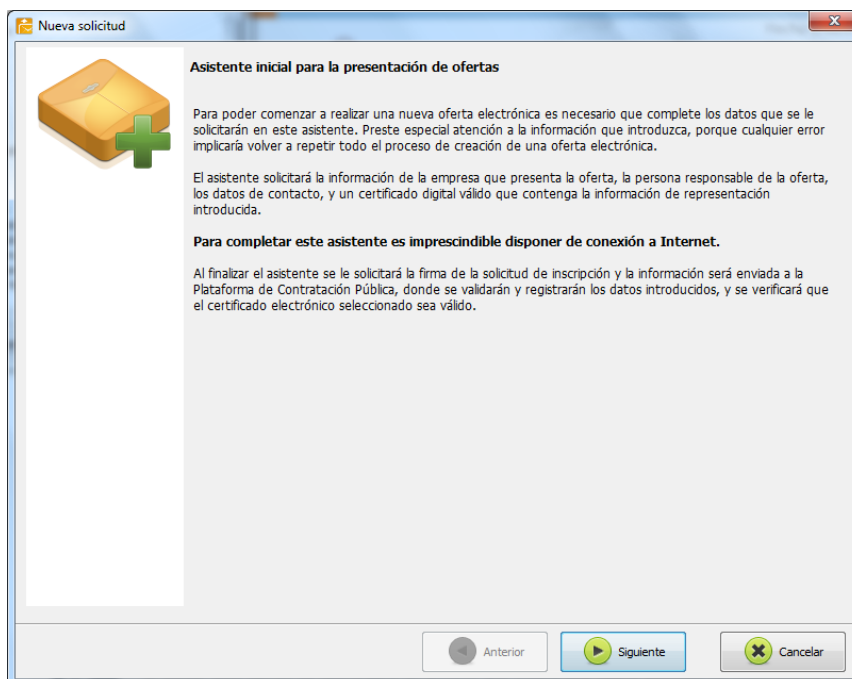 Nueva solicitud
Asistente inicial para la presentación de ofertas
Para poder comenzar a realizar una nueva oferta electrónica es necesario que complete los datos que se le
solicitarán en este asistente. Preste especial atención a la información que introduzca, porque cualquier error
implicaría volver a repetir todo el proceso de creación de una oferta electrónica.
El asistente solicitará la información de la empresa que presenta la oferta, la persona responsable de la oferta,
los datos de contacto, y un certificado digital válido que contenga la información de representación
introducida.
Para completar este asistente es imprescindible disponer de conexión a Internet.
Al finalizar el asistente se le solicitará la firma de la solicitud de inscripción y la información será enviada a la
Plataforma de Contratación Pública, donde se validarán y registrarán los datos introducidos, y se verificará que
el certificado electrónico seleccionado sea válido.
Anterior
Siguiente
Cancelar